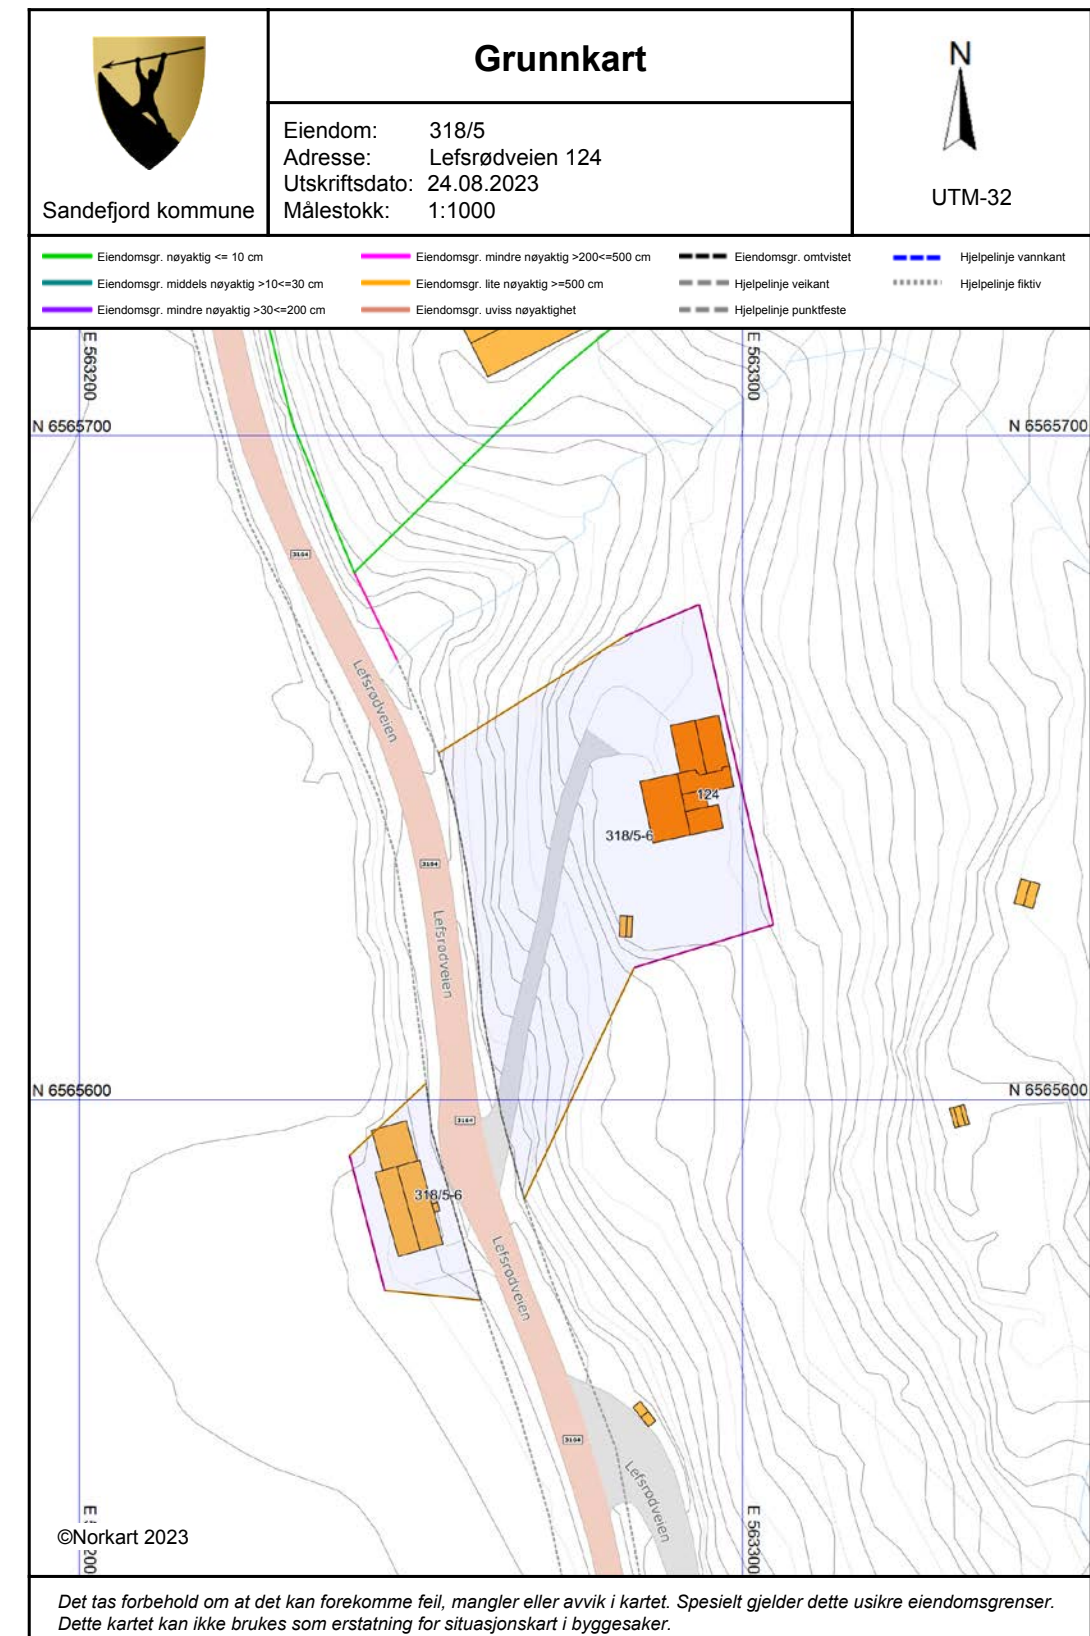 Grunnkart
Sandefjord kommune
Eiendom: 318/5
Adresse: Lefsrødveien 124
Utskriftsdato: 24.08.2023
Målestokk: 1:1000
N
UTM-32
Eiendomsgr. nøyaktig <= 10 cm
Eiendomsgr. middels nøyaktig >10<=30 cm
Eiendomsgr. mindre nøyaktig >30<=200 cm
Eiendomsgr. mindre nøyaktig >200<=500 cm
Eiendomsgr. lite nøyaktig >=500 cm
Eiendomsgr. uviss nøyaktighet
Eiendomsgr. omtvistet
Hjelpelinje veikant
Hjelpelinje punktfeste
Hjelpelinje vannkant
Hjelpelinje fiktiv
E 563200
E 563300
N 6565700
N 6565700
3164
Lefsrødveien
124
318/5-6
3164
Lefsrødveien
N 6565600
N 6565600
3164
318/5-6
Lefsrødveien
3164
Lefsrødveien
E 563300
©Norkart 2023
Det tas forbehold om at det kan forekomme feil, mangler eller avvik i kartet. Spesielt gjelder dette usikre eiendomsgrenser.
Dette kartet kan ikke brukes som erstatning for situasjonskart i byggesaker.